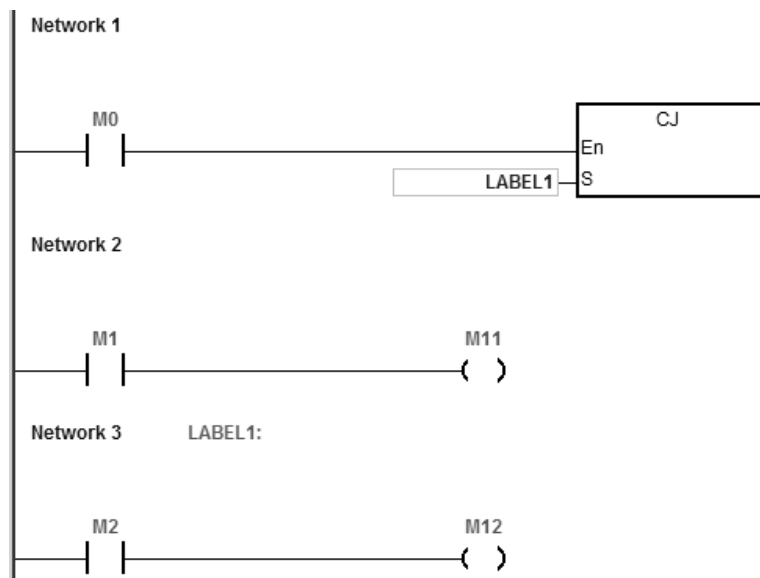 Network 1
M0
CJ
En
LABEL1 S
Network 2
M1 M11
Network 3 LABEL1:
M2 M12